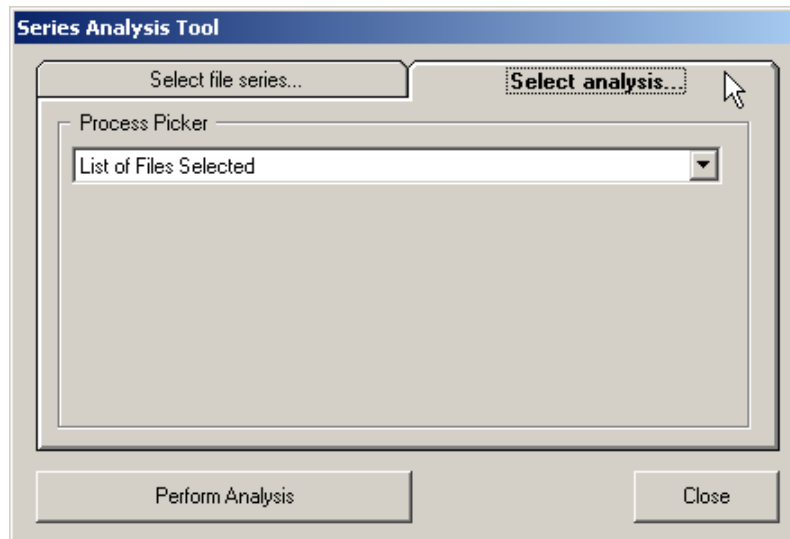 Series Analysis Tool
Select file series...
Select analysis...
Process Picker
List of Files Selected
Perform Analysis
Close